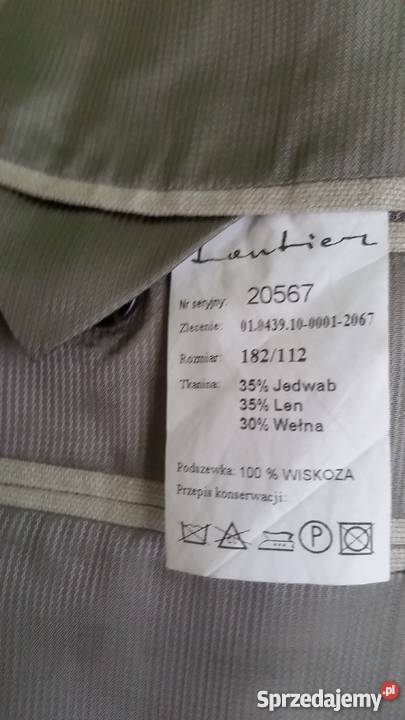 Lantier
Nr seryjny: 20567
Zlecenie: 01.0439.10-0001-2067
Rozmiar: 182/112
Tkanina: 35% Jedwab
35% Len
30% Wełna
Podszewka: 100 % WISKOZA
Przepis konserwacji:
P
Sprzedajemy.pl